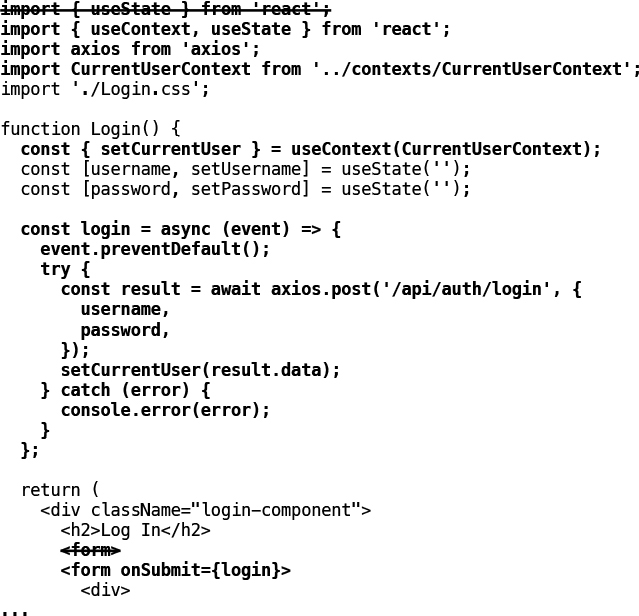 import { useState } from 'react';
import { useContext, useState } from 'react';
import axios from 'axios';
import CurrentUserContext from '../contexts/CurrentUserContext';
import './Login.css';

function Login() {
  const { setCurrentUser } = useContext(CurrentUserContext);
  const [username, setUsername] = useState('');
  const [password, setPassword] = useState('');

  const login = async (event) => {
    event.preventDefault();
    try {
      const result = await axios.post('/api/auth/login', {
        username,
        password,
      });
      setCurrentUser(result.data);
    } catch (error) {
      console.error(error);
    }
  };

  return (
    <div className="login-component">
      <h2>Log In</h2>
      <form>
      <form onSubmit={login}>
        <div>
...